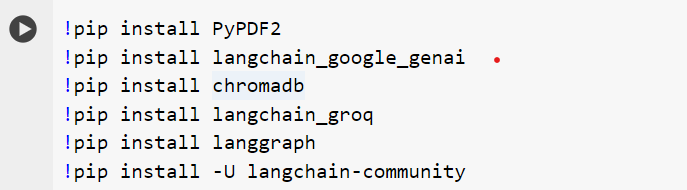 !pip install PyPDF2
!pip install langchain_google_genai
!pip install chromadb
!pip install langchain_groq
!pip install langgraph
!pip install -U langchain-community